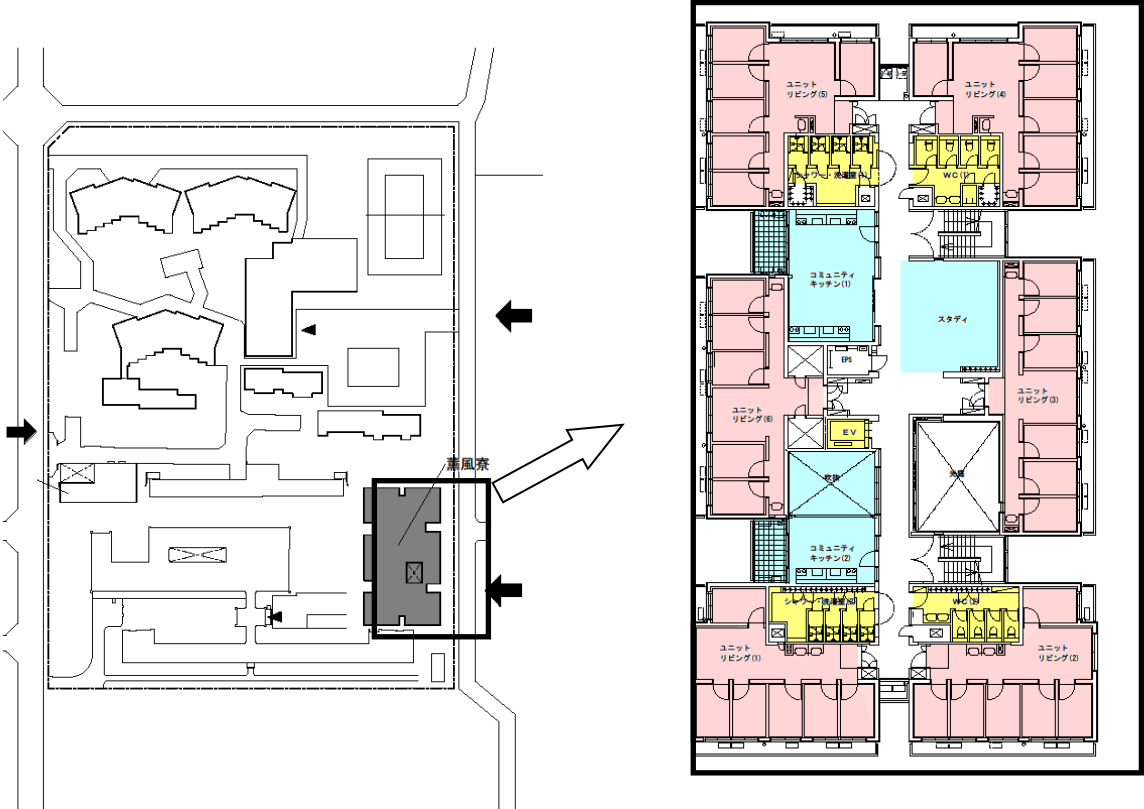 薫風寮
ユニット
リビング(5)
ユニット
リビング(4)
シャワー・洗濯室(1)
WC(1)
コミュニティ
キッチン(1)
スタディ
EPS
ユニット
リビング(6)
ユニット
リビング(3)
EV
吹抜
光庭
コミュニティ
キッチン(2)
シャワー・洗濯室(2)
WC(2)
ユニット
リビング(1)
ユニット
リビング(2)